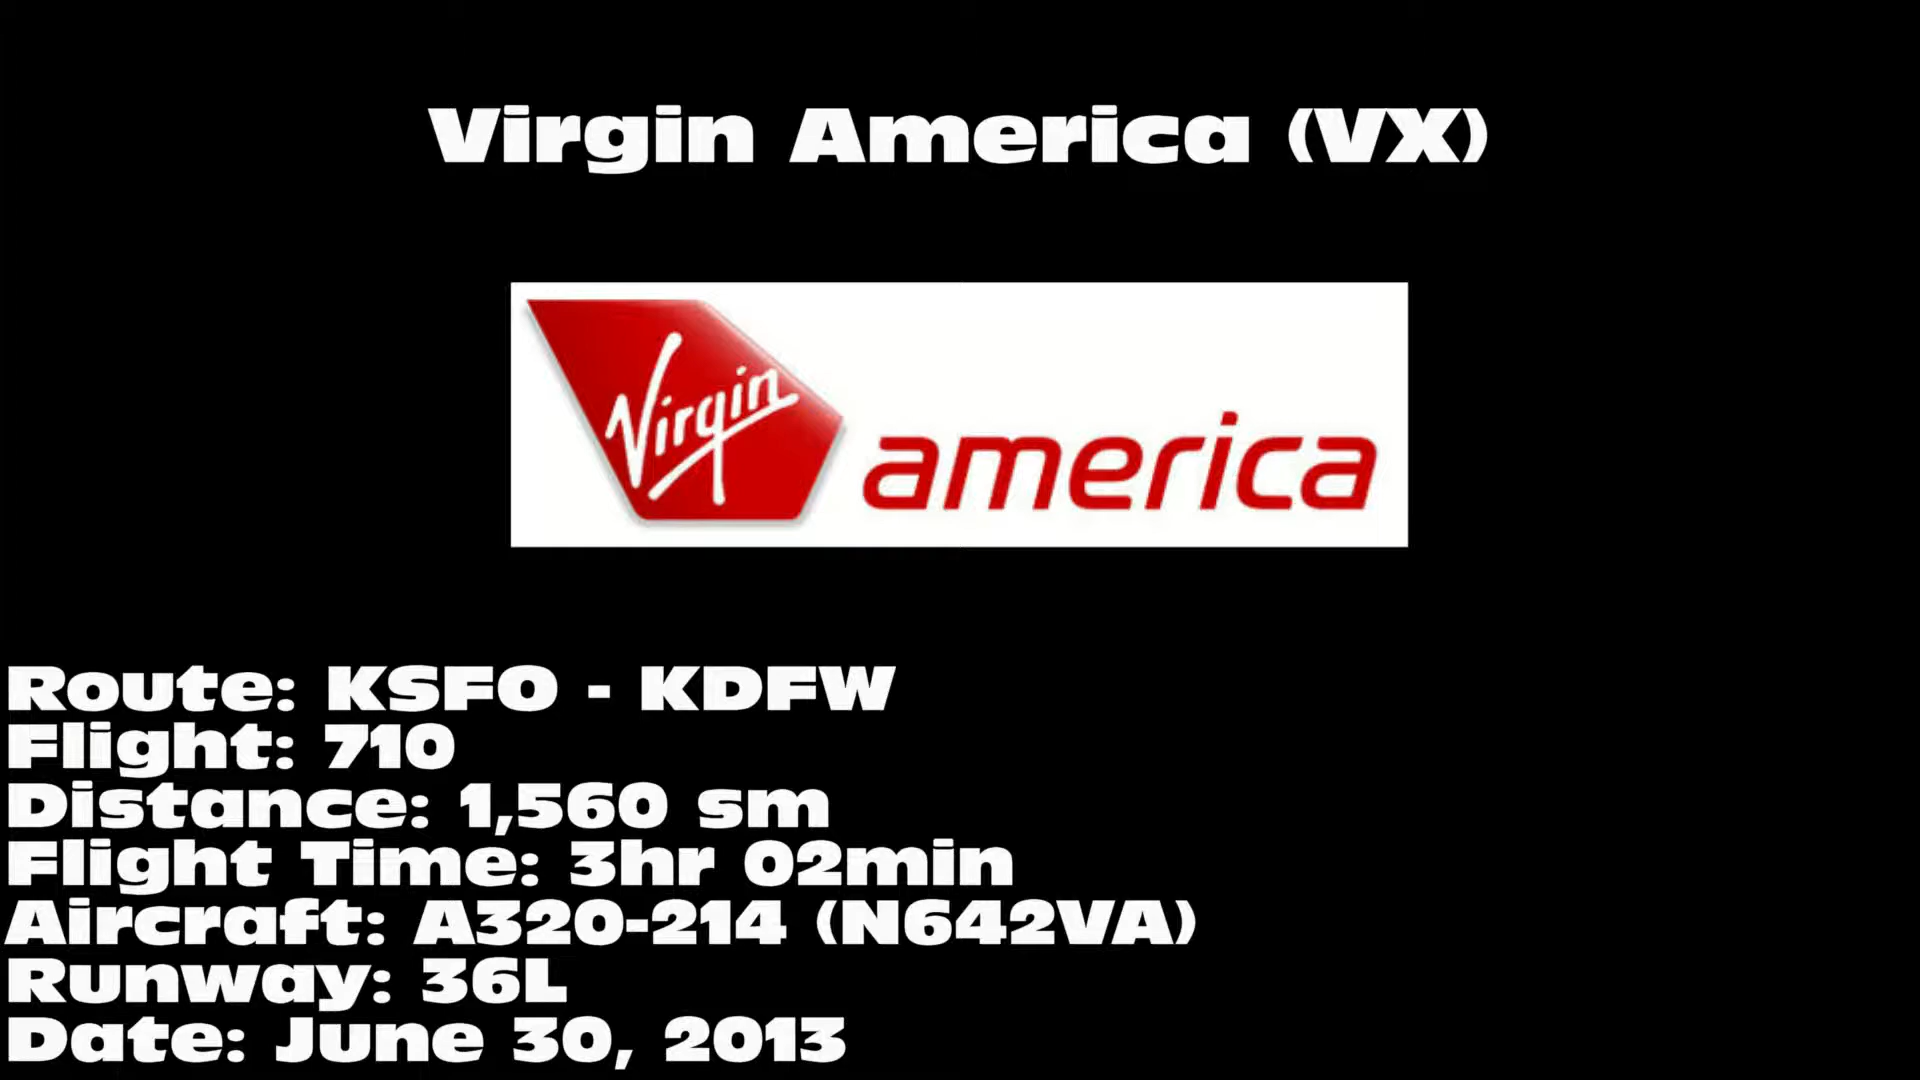 Virgin America (VX)
Virgin
america
Route: KSFO - KDFW
Flight: 710
Distance: 1,560 sm
Flight Time: 3hr 02min
Aircraft: A320-214 (N642VA)
Runway: 36L
Date: June 30, 2013